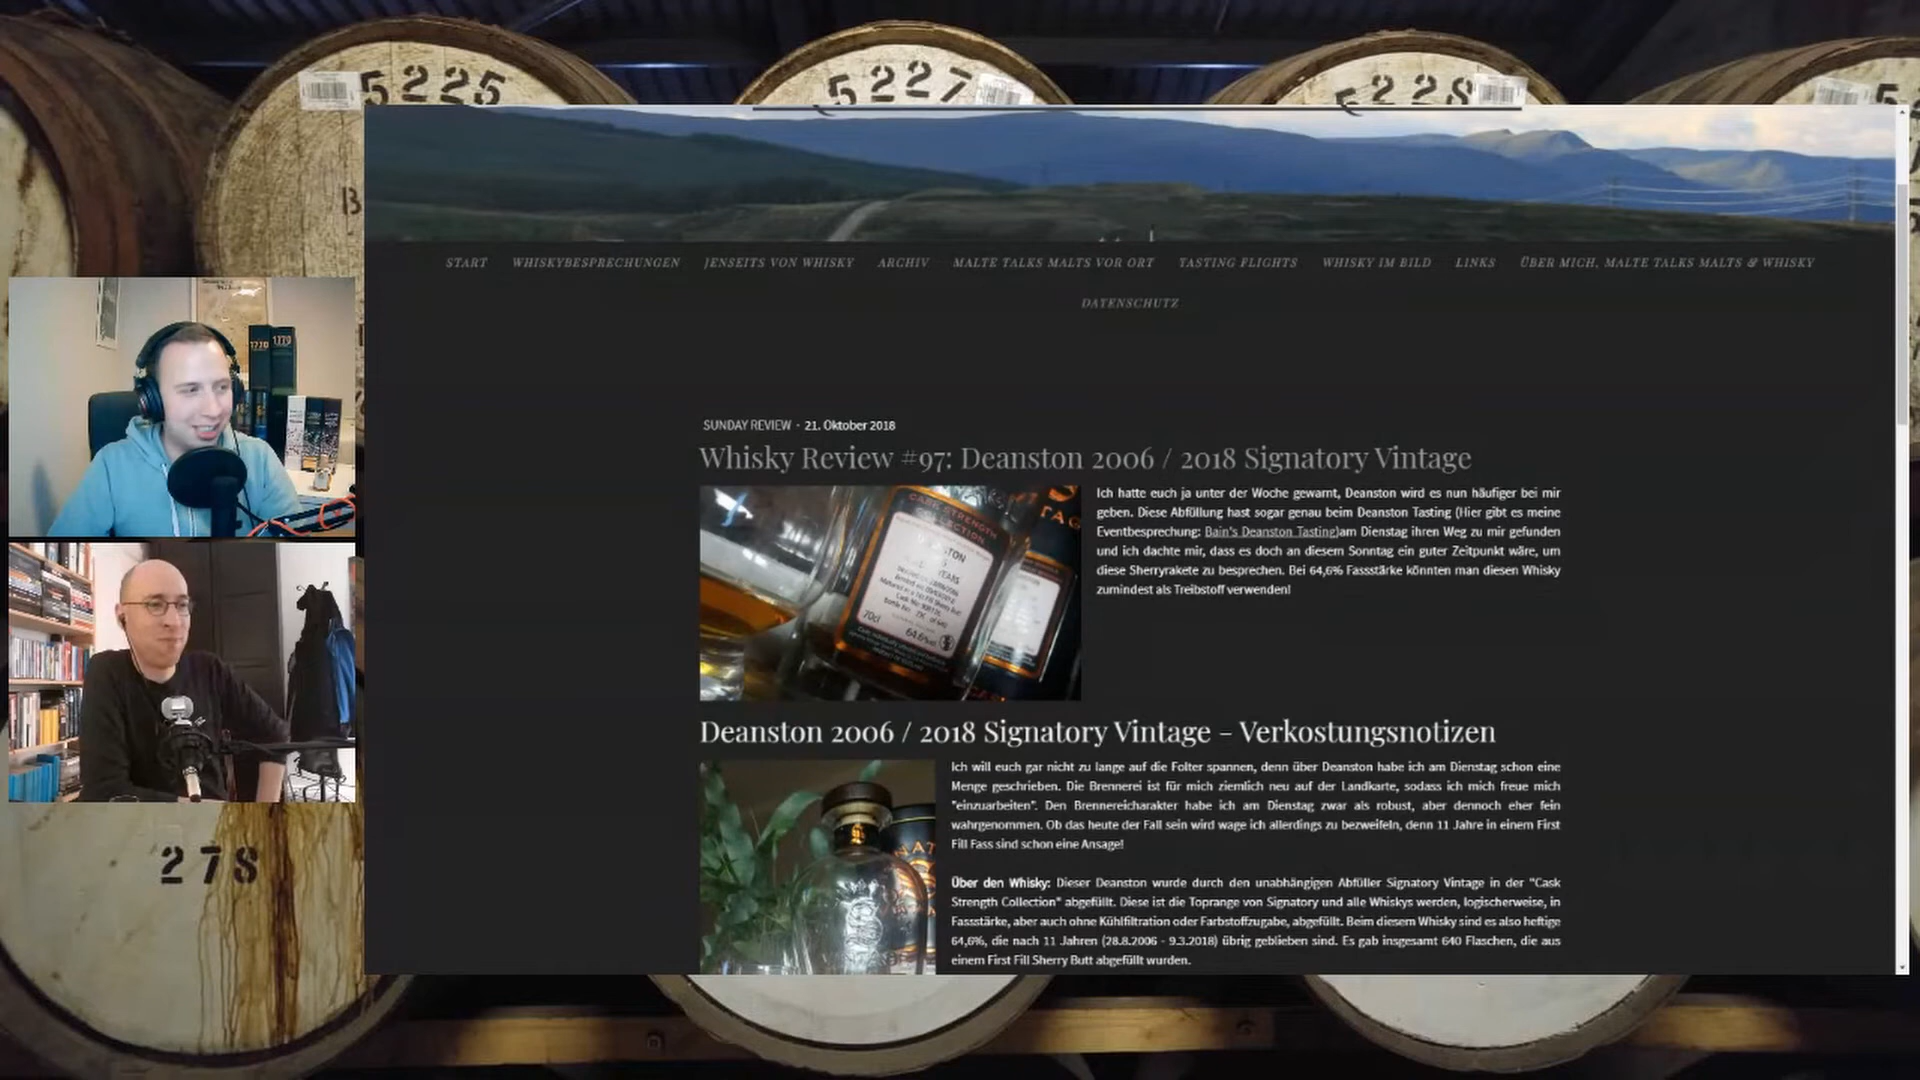 5225
5227
5228
START WHISKYBESPRECHUNGEN JENSEITS VON WHISKY ARCHIV MALTE TALKS MALTS VOR ORT TASTING FLIGHTS WHISKY IM BILD LINKS ÜBER MICH, MALTE TALKS MALTS & WHISKY
DATENSCHUTZ
1770 1770
SUNDAY REVIEW · 21. Oktober 2018
Whisky Review #97: Deanston 2006 / 2018 Signatory Vintage
CASK STRENGTH
COLLECTION
YEARS
70cl
64.6%
Ich hatte euch ja unter der Woche gewarnt, Deanston wird es nun häufiger bei mir
geben. Diese Abfüllung hast sogar genau beim Deanston Tasting (Hier gibt es meine
Eventbesprechung: Bain's Deanston Tasting)am Dienstag ihren Weg zu mir gefunden
und ich dachte mir, dass es doch an diesem Sonntag ein guter Zeitpunkt wäre, um
diese Sherryrakete zu besprechen. Bei 64,6% Fassstärke könnten man diesen Whisky
zumindest als Treibstoff verwenden!
Deanston 2006 / 2018 Signatory Vintage – Verkostungsnotizen
Ich will euch gar nicht zu lange auf die Folter spannen, denn über Deanston habe ich am Dienstag schon eine
Menge geschrieben. Die Brennerei ist für mich ziemlich neu auf der Landkarte, sodass ich mich freue mich
"einzuarbeiten". Den Brennereicharakter habe ich am Dienstag zwar als robust, aber dennoch eher fein
wahrgenommen. Ob das heute der Fall sein wird wage ich allerdings zu bezweifeln, denn 11 Jahre in einem First
Fill Fass sind schon eine Ansage!
Über den Whisky: Dieser Deanston wurde durch den unabhängigen Abfüller Signatory Vintage in der "Cask
Strength Collection" abgefüllt. Diese ist die Toprange von Signatory und alle Whiskys werden, logischerweise, in
Fassstärke, aber auch ohne Kühlfiltration oder Farbstoffzugabe, abgefüllt. Beim diesem Whisky sind es also heftige
64,6%, die nach 11 Jahren (28.8.2006 - 9.3.2018) übrig geblieben sind. Es gab insgesamt 640 Flaschen, die aus
einem First Fill Sherry Butt abgefüllt wurden.
278